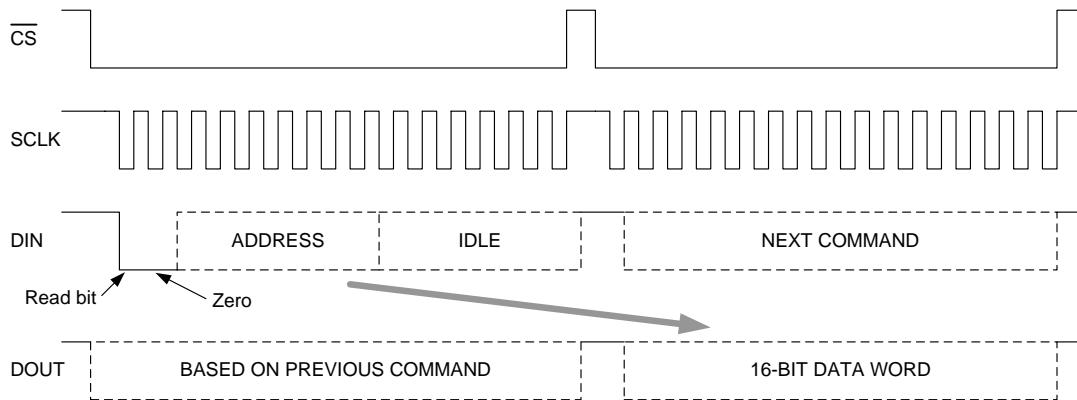 CS
SCLK
DIN
ADDRESS
IDLE
NEXT COMMAND
Read bit
Zero
DOUT
BASED ON PREVIOUS COMMAND
16-BIT DATA WORD